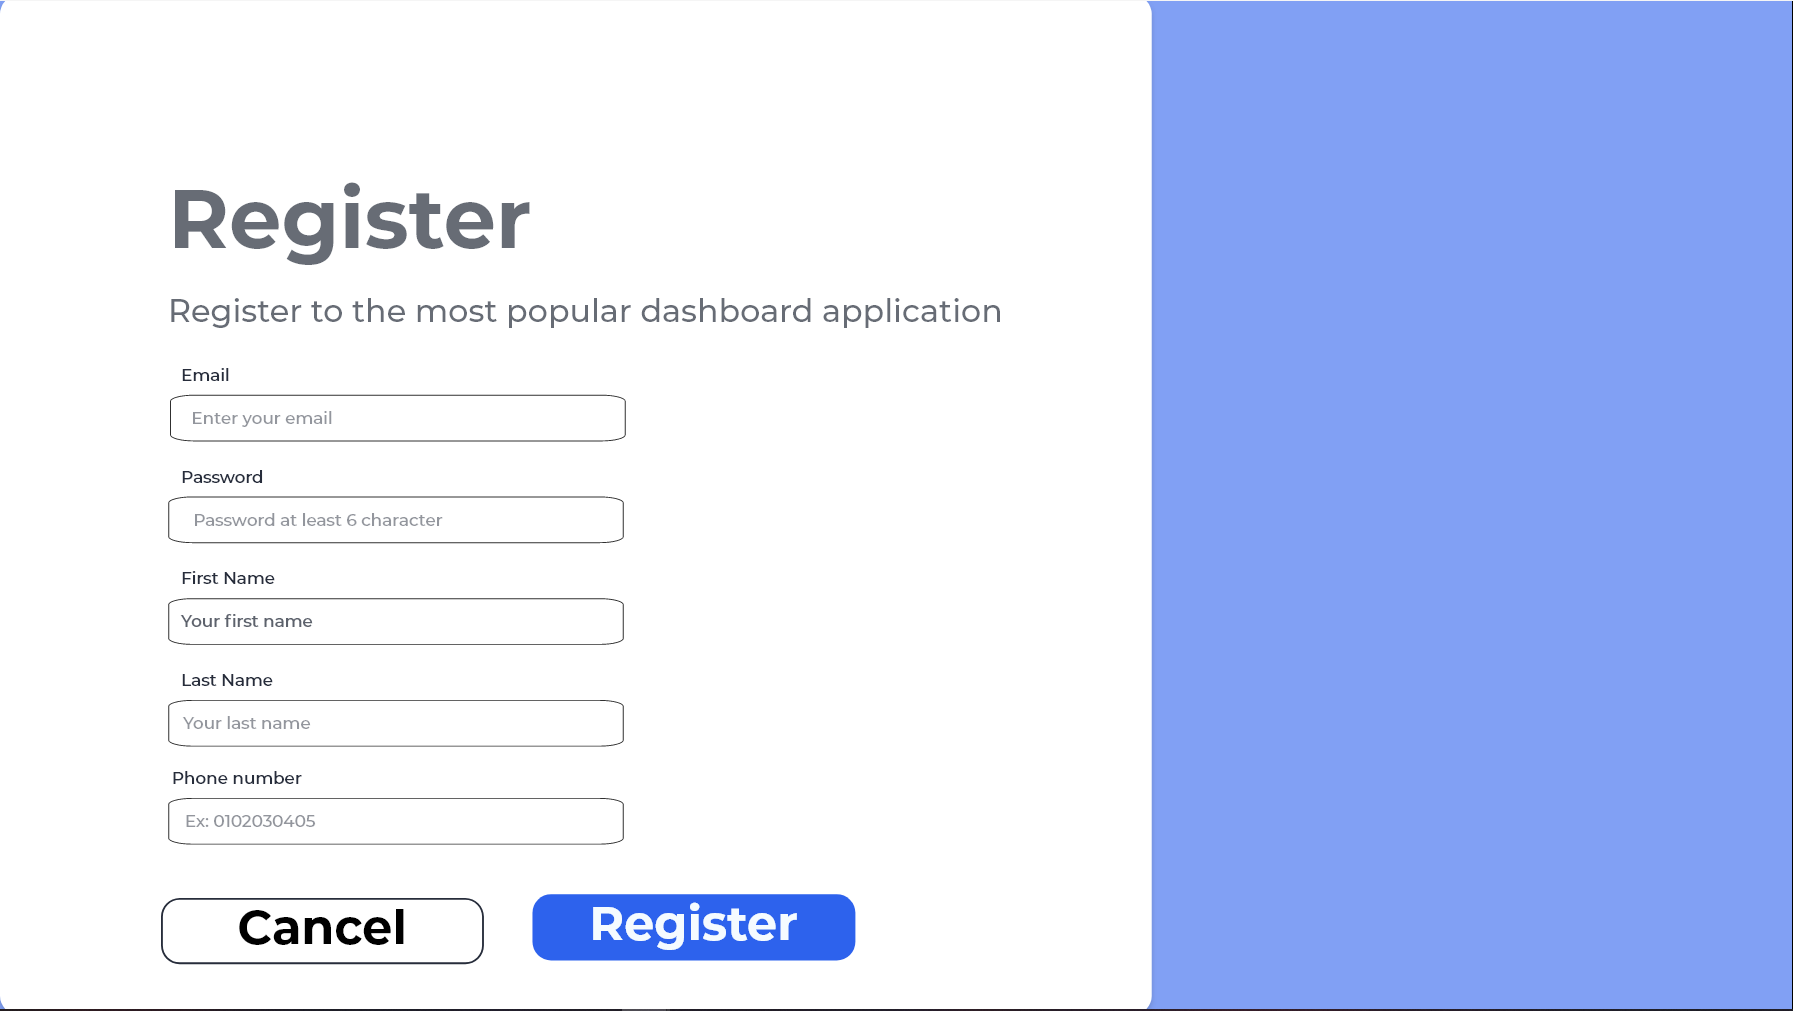 Register
Register to the most popular dashboard application
Email
Enter your email
Password
Password at least 6 character
First Name
Your first name
Last Name
Your last name
Phone number
Ex: 0102030405
Cancel
Register